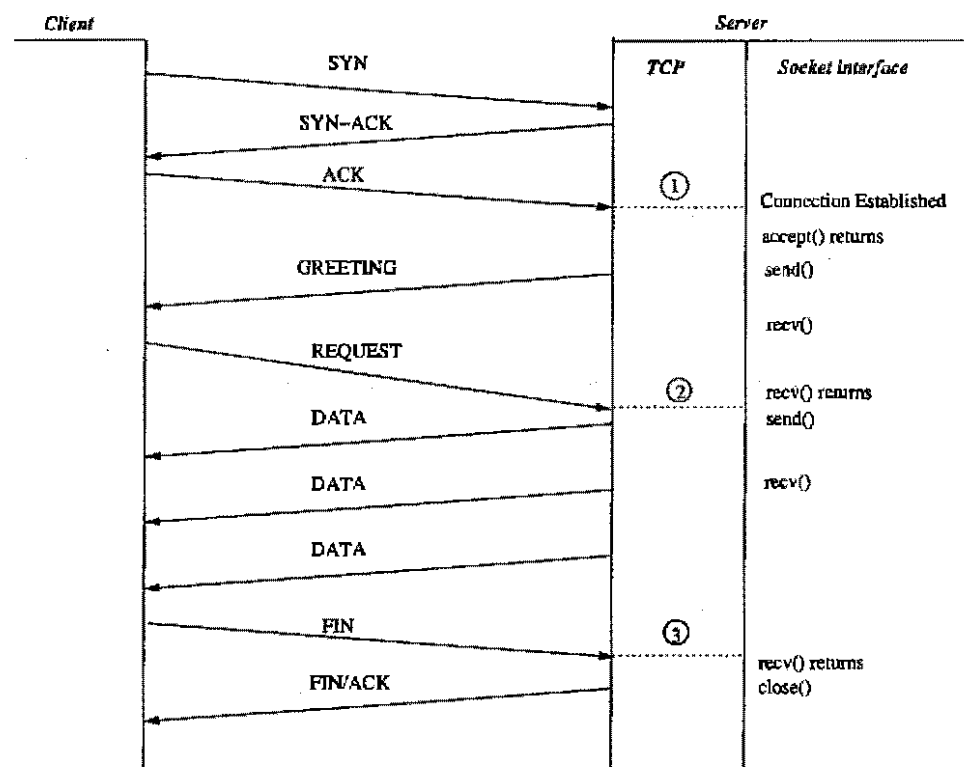 Client
Server
TCP
Socket Interface
SYN
SYN-ACK
ACK
①
Connection Established
accept() returns
GREETING
send()
recv()
REQUEST
②
recv() returns
send()
DATA
DATA
recv()
DATA
FIN
③
recv() returns
close()
FIN/ACK